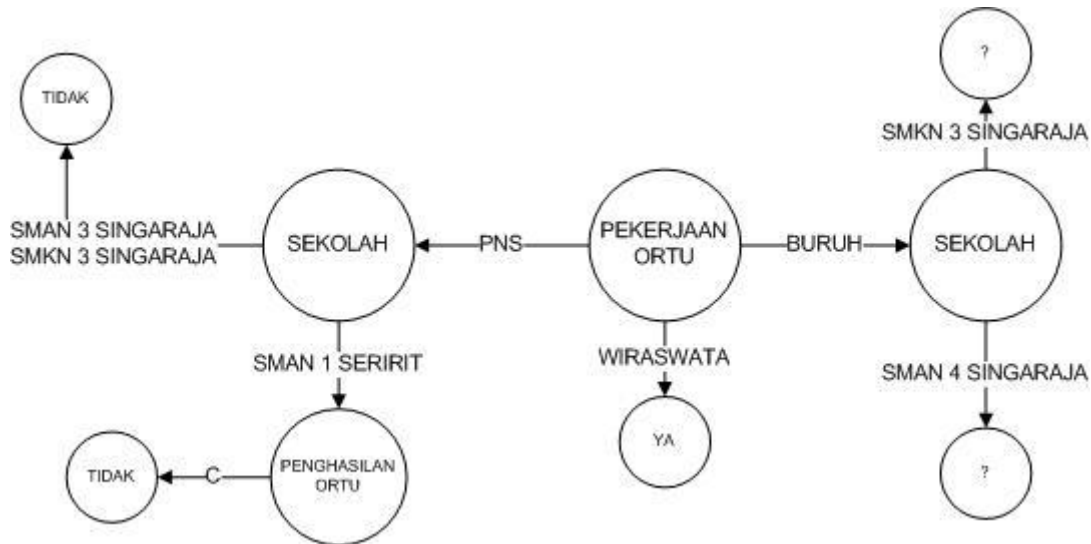 ?
TIDAK
SMKN 3 SINGARAJA
SMAN 3 SINGARAJA
SMKN 3 SINGARAJA
SEKOLAH
PNS
PEKERJAAN
ORTU
BURUH
SEKOLAH
SMAN 1 SERIRIT
WIRASWATA
SMAN 4 SINGARAJA
YA
TIDAK
C
PENGHASILAN
ORTU
?